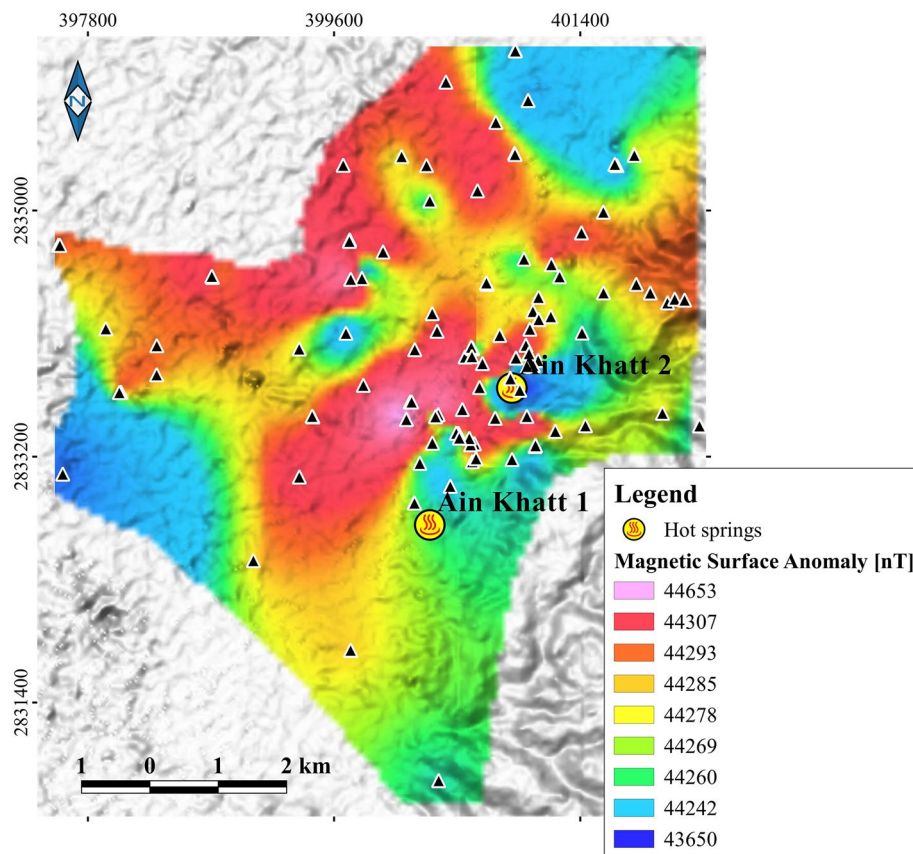 397800 399600 401400
2835000
2833200
2831400
N
Ain Khatt 2
Ain Khatt 1
1 0 1 2 km
Legend
Hot springs
Magnetic Surface Anomaly [nT]
44653
44307
44293
44285
44278
44269
44260
44242
43650